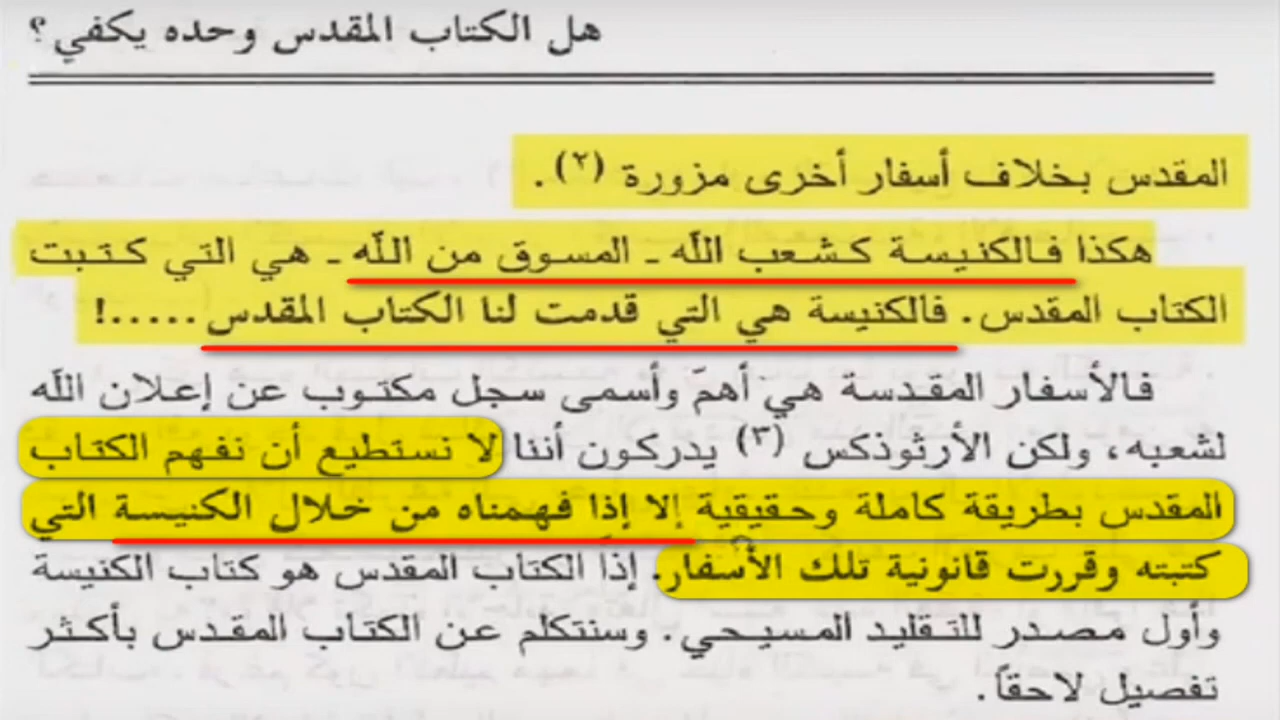 هل الكتاب المقدس وحده يكفي؟
المقدس بخلاف أسفار أخرى مزورة (٢).
هكذا فالكنيسة كشعب الله ـ المسوق من الله ـ هي التي كتبت
الكتاب المقدس. فالكنيسة هي التي قدمت لنا الكتاب المقدس.....!
فالأسفار المقدسة هي أهمّ وأسمى سجل مكتوب عن إعلان الله
لشعبه، ولكن الأرثوذكس (٣) يدركون أننا لا نستطيع أن نفهم الكتاب
المقدس بطريقة كاملة وحقيقية إلا إذا فهمناه من خلال الكنيسة التي
كتبته وقررت قانونية تلك الأسفار. إذاً الكتاب المقدس هو كتاب الكنيسة
وأول مصدر للتقليد المسيحي. وسنتكلم عن الكتاب المقدس بأكثر
تفصيل لاحقاً.